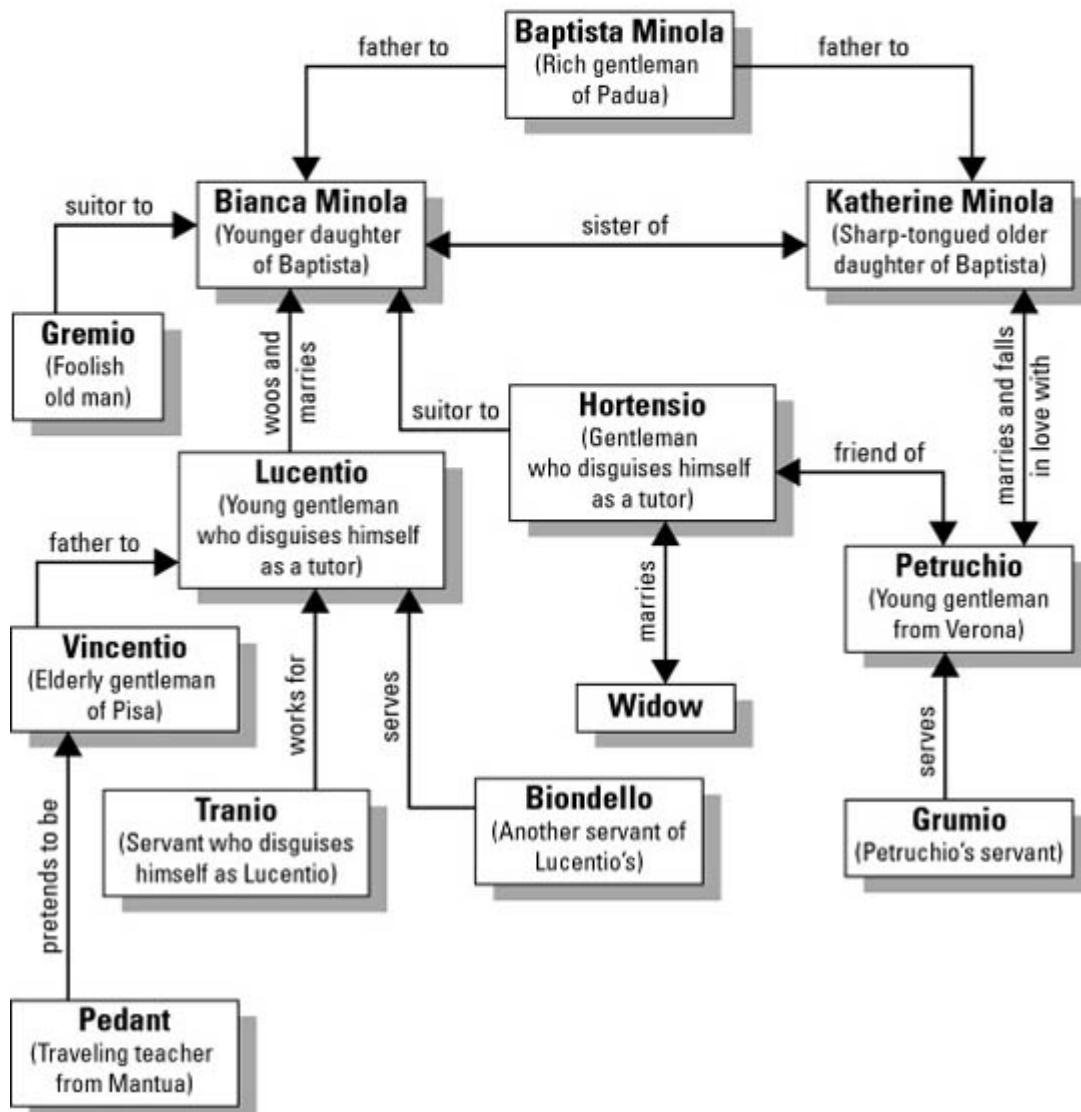 father to
Baptista Minola
(Rich gentleman
of Padua)
father to
suitor to
Bianca Minola
(Younger daughter
of Baptista)
sister of
Katherine Minola
(Sharp-tongued older
daughter of Baptista)
Gremio
(Foolish
old man)
woos and
marries
suitor to
Hortensio
(Gentleman
who disguises himself
as a tutor)
friend of
marries and falls
in love with
Lucentio
(Young gentleman
who disguises himself
as a tutor)
father to
Petruchio
(Young gentleman
from Verona)
Vincentio
(Elderly gentleman
of Pisa)
works for
serves
marries
Widow
serves
Tranio
(Servant who disguises
himself as Lucentio)
Biondello
(Another servant of
Lucentio's)
Grumio
(Petruchio's servant)
pretends to be
Pedant
(Traveling teacher
from Mantua)